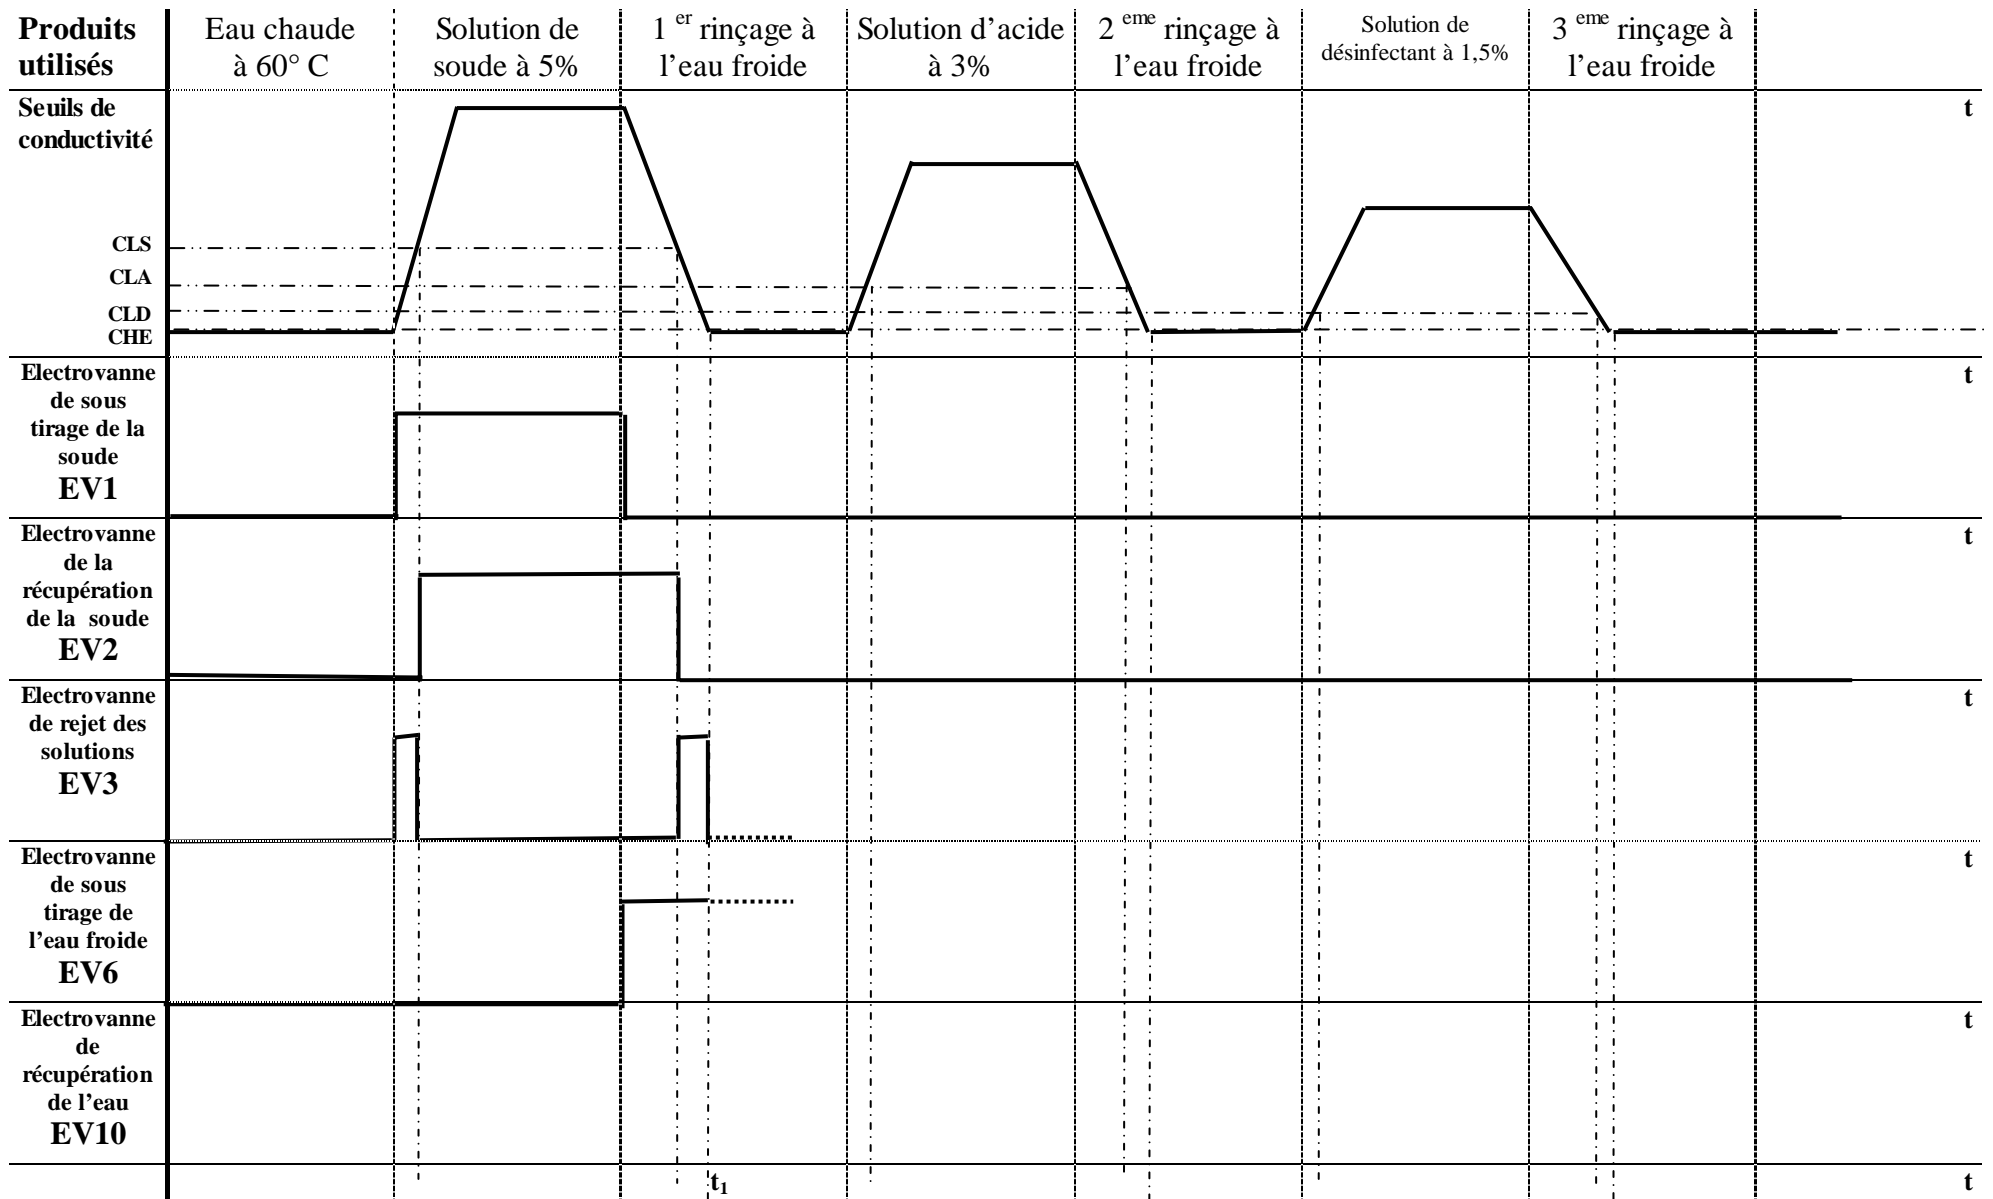 Produits
utilisés
Eau chaude
à 60° C
Solution de
soude à 5%
1 er rinçage à
l’eau froide
Solution d’acide
à 3%
2 eme rinçage à
l’eau froide
Solution de
désinfectant à 1,5%
3 eme rinçage à
l’eau froide
Seuils de
conductivité
t
CLS
CLA
CLD
CHE
Electrovanne
de sous
tirage de la
soude
EV1
t
Electrovanne
de la
récupération
de la soude
EV2
t
Electrovanne
de rejet des
solutions
EV3
t
Electrovanne
de sous
tirage de
l’eau froide
EV6
t
Electrovanne
de
récupération
de l’eau
EV10
t
t1
t